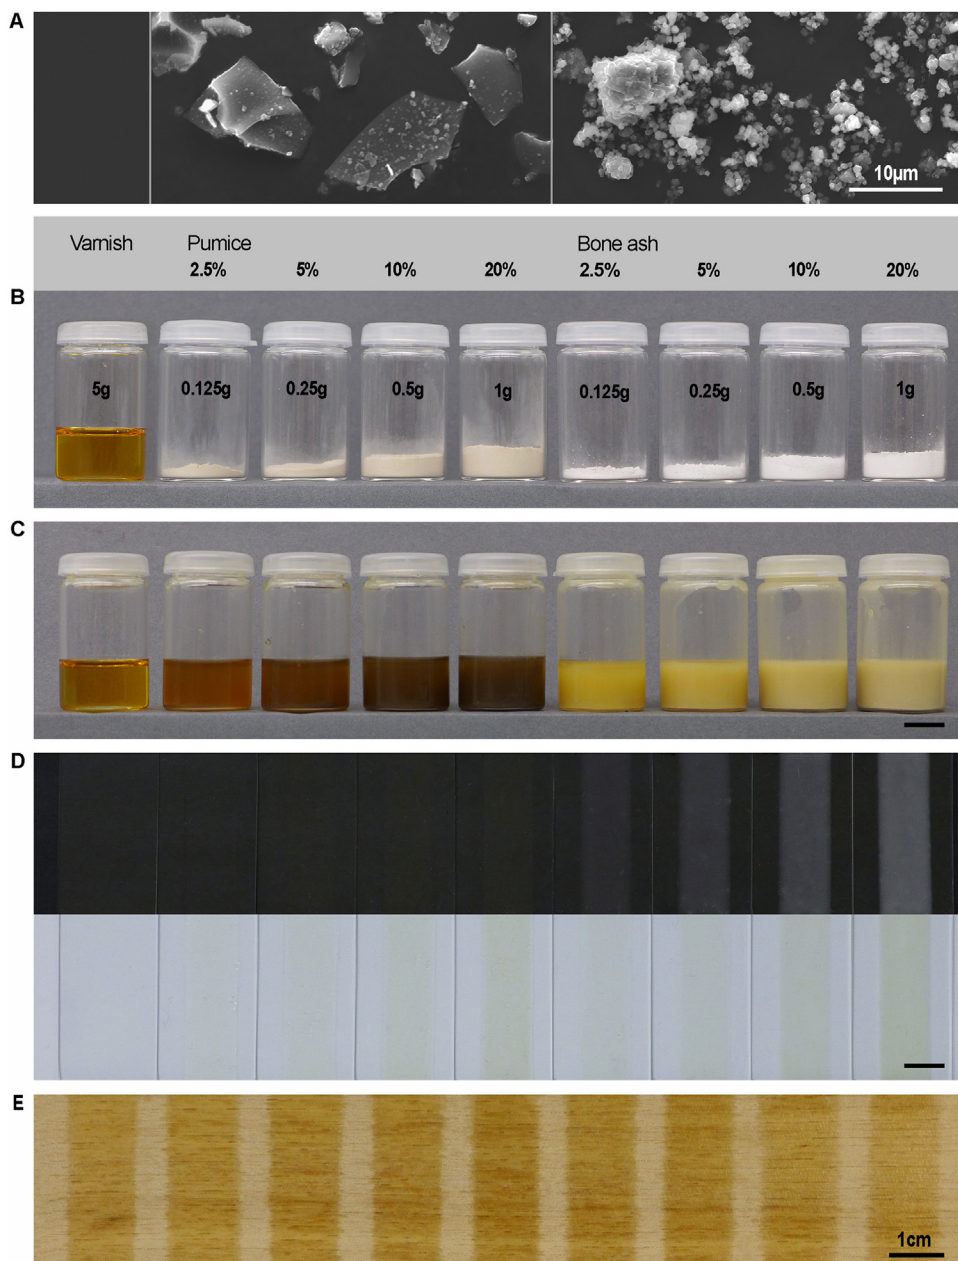 A
10µm
Varnish Pumice Bone ash
2.5% 5% 10% 20% 2.5% 5% 10% 20%
B
5g 0.125g 0.25g 0.5g 1g 0.125g 0.25g 0.5g 1g
C
D
E
1cm